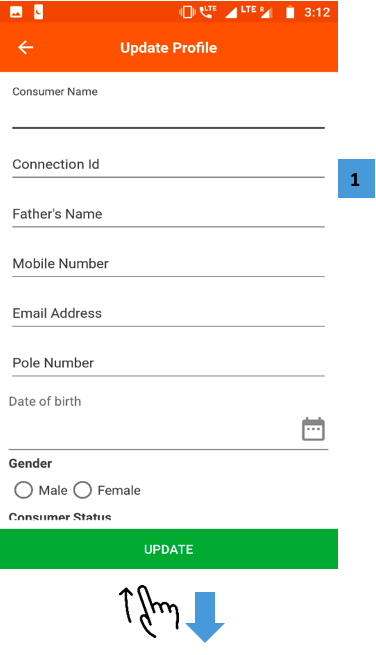 LTE LTE R 3:12
Update Profile
Consumer Name
Connection Id
1
Father's Name
Mobile Number
Email Address
Pole Number
Date of birth
Gender
Male Female
Consumer Status
UPDATE